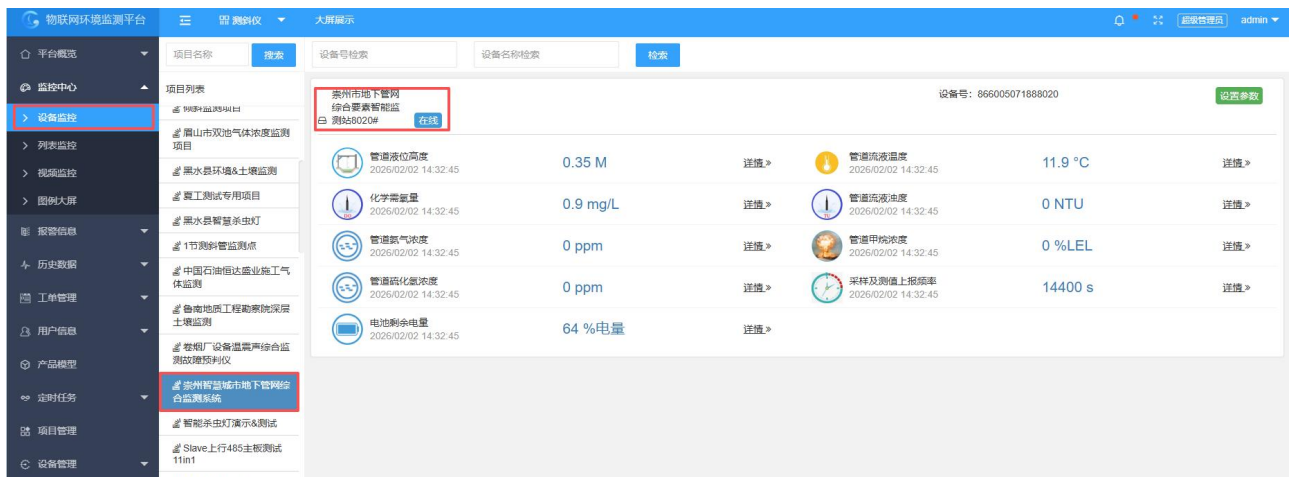 物联网环境监测平台
测斜仪
大屏展示
超级管理员 admin
平台概览
监控中心
设备监控
列表监控
视频监控
图例大屏
报警信息
历史数据
工单管理
用户信息
产品模型
定时任务
项目管理
设备管理
项目名称 搜索
项目列表
倾斜监测项目
眉山市双池气体浓度监测
项目
黑水县环境&土壤监测
夏工测试专用项目
黑水县智慧杀虫灯
1节测斜管监测点
中国石油恒达盛业施工气
体监测
鲁南地质工程勘察院深层
土壤监测
卷烟厂设备温震声综合监
测故障预判仪
崇州智慧城市地下管网综
合监测系统
智能杀虫灯演示&测试
Slave上行485主板测试
11in1
设备号检索 设备名称检索 检索
崇州市地下管网
综合要素智能监
测站8020# 在线
设备号：866005071888020
设置参数
管道液位高度
2026/02/02 14:32:45
0.35 M
详情»
管道流液温度
2026/02/02 14:32:45
11.9 °C
详情»
化学需氧量
2026/02/02 14:32:45
0.9 mg/L
详情»
管道流液浊度
2026/02/02 14:32:45
0 NTU
详情»
管道氨气浓度
2026/02/02 14:32:45
0 ppm
详情»
管道甲烷浓度
2026/02/02 14:32:45
0 %LEL
详情»
管道硫化氢浓度
2026/02/02 14:32:45
0 ppm
详情»
采样及测值上报频率
2026/02/02 14:32:45
14400 s
详情»
电池剩余电量
2026/02/02 14:32:45
64 %电量
详情»